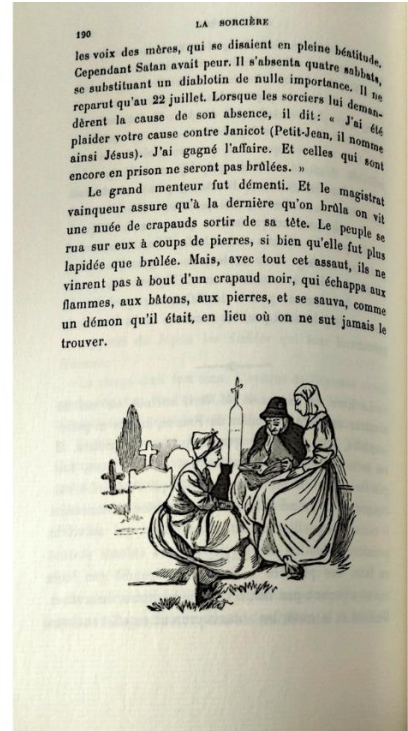 190
LA SORCIÈRE
les voix des mères, qui se disaient en pleine béatitude.
Cependant Satan avait peur. Il s'absenta quatre sabbats,
se substituant un diablotin de nulle importance. Il ne
reparut qu'au 22 juillet. Lorsque les sorciers lui deman-
dèrent la cause de son absence, il dit: « J'ai été
plaider votre cause contre Janicot (Petit-Jean, il nomme
ainsi Jésus). J'ai gagné l'affaire. Et celles qui sont
encore en prison ne seront pas brûlées. »
Le grand menteur fut démenti. Et le magistrat
vainqueur assure qu'à la dernière qu'on brûla on vit
une nuée de crapauds sortir de sa tête. Le peuple se
rua sur eux à coups de pierres, si bien qu'elle fut plus
lapidée que brûlée. Mais, avec tout cet assaut, ils ne
vinrent pas à bout d'un crapaud noir, qui échappa aux
flammes, aux bâtons, aux pierres, et se sauva, comme
un démon qu'il était, en lieu où on ne sut jamais le
trouver.